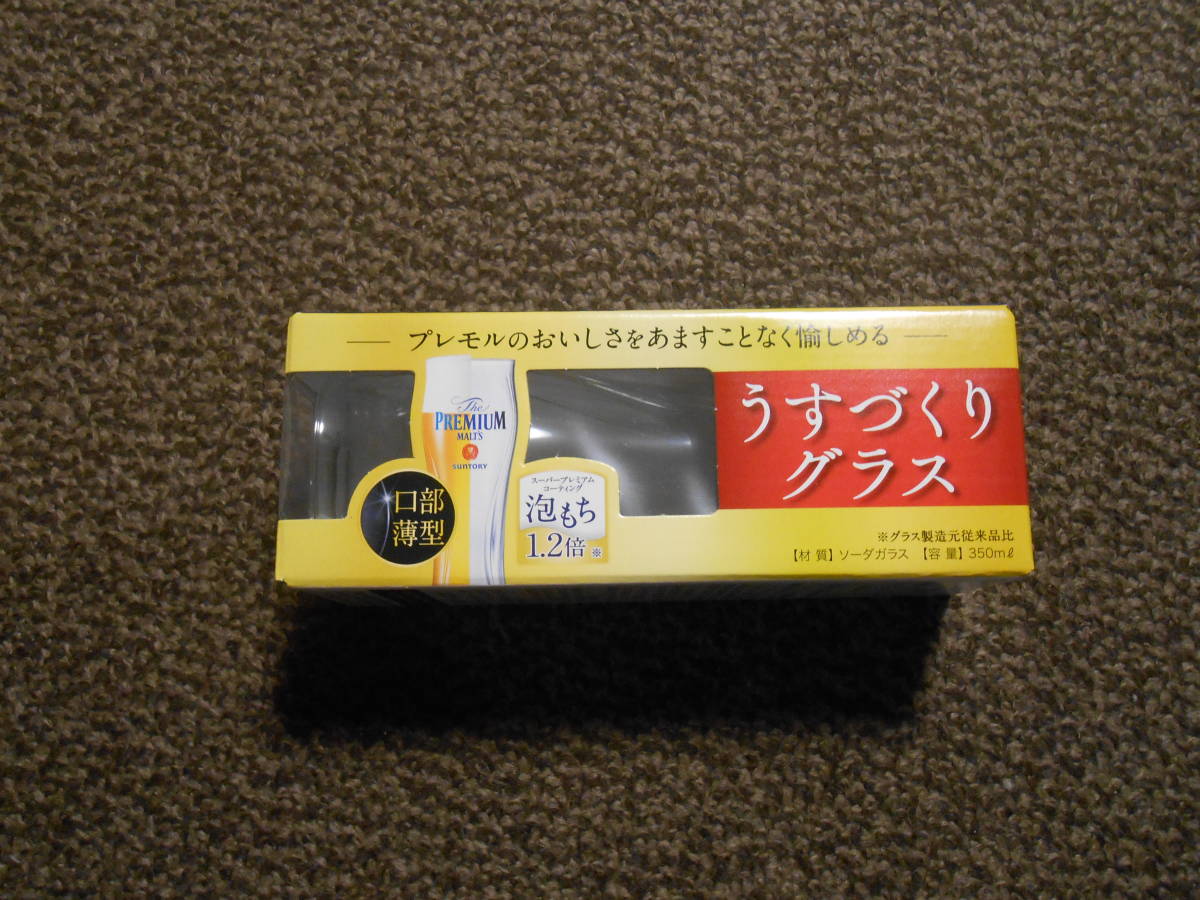 プレモルのおいしさをあますことなく愉しめる
The
PREMIUM
MALT'S
SUNTORY
口部
薄型
スーパープレミアム
コーティング
泡もち
1.2倍※
うすづくり
グラス
※グラス製造元従来品比
【材 質】ソーダガラス 【容 量】350mℓ